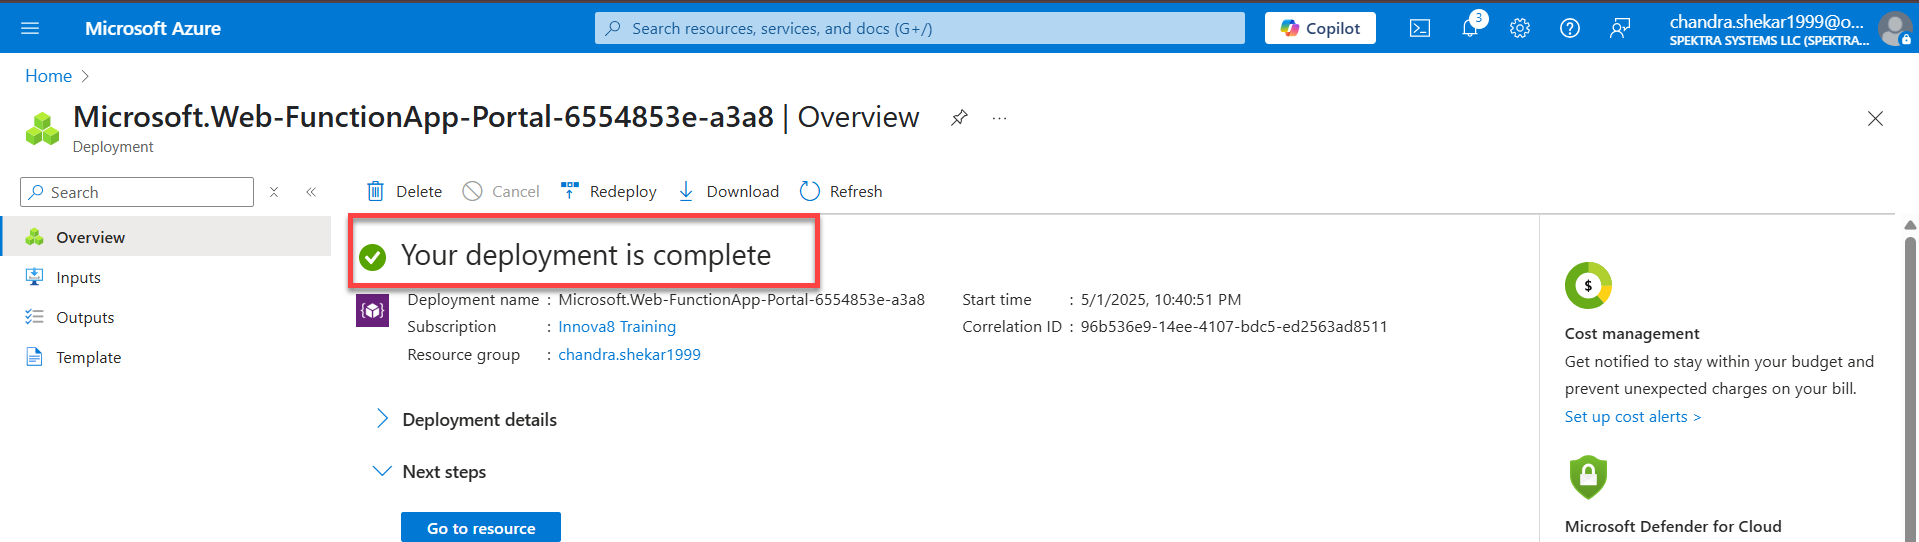 Microsoft Azure
Search resources, services, and docs (G+/)
Copilot
3
chandra.shekar1999@o...
SPEKTRA SYSTEMS LLC (SPEKTRA...
Home
Microsoft.Web-FunctionApp-Portal-6554853e-a3a8 | Overview
...
Deployment
Search
Delete
Cancel
Redeploy
Download
Refresh
Overview
Inputs
Outputs
Template
Your deployment is complete
Deployment name : Microsoft.Web-FunctionApp-Portal-6554853e-a3a8
Subscription : Innova8 Training
Resource group : chandra.shekar1999
Start time : 5/1/2025, 10:40:51 PM
Correlation ID : 96b536e9-14ee-4107-bdc5-ed2563ad8511
Deployment details
Next steps
Go to resource
$
Cost management
Get notified to stay within your budget and
prevent unexpected charges on your bill.
Set up cost alerts >
Microsoft Defender for Cloud